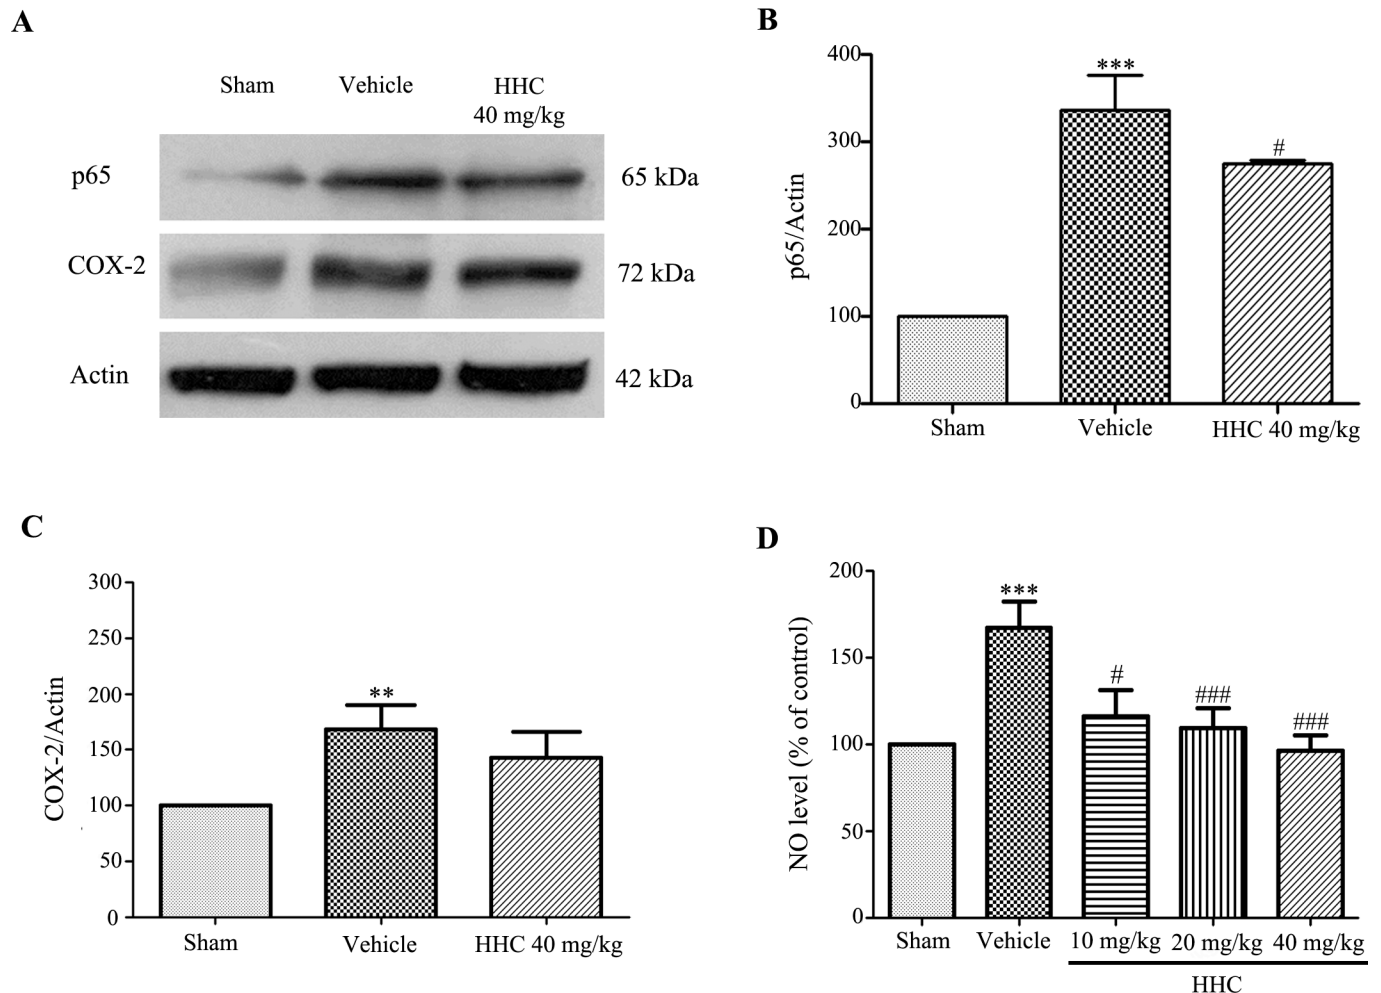 A
Sham
Vehicle
HHC
40 mg/kg
p65
65 kDa
COX-2
72 kDa
Actin
42 kDa
B
p65/Actin
400
300
200
100
0
***
#
Sham
Vehicle
HHC 40 mg/kg
C
COX-2/Actin
300
250
200
150
100
50
0
**
Sham
Vehicle
HHC 40 mg/kg
D
NO level (% of control)
200
150
100
50
0
***
#
###
###
Sham
Vehicle
10 mg/kg
20 mg/kg
40 mg/kg
HHC